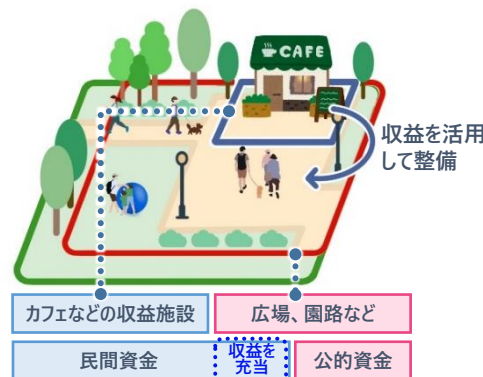 CAFE
収益を活用
して整備
カフェなどの収益施設
広場、園路など
民間資金
収益を
充当
公的資金